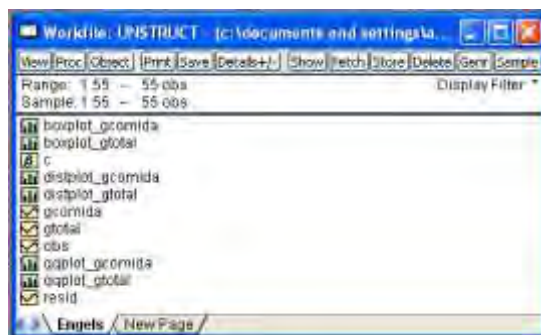 Workfile: UNSTRUCT - (c:\documents and settings\a...
View Proc Object Print Save Details+/- Show Fetch Store Delete Genr Sample
Range: 1 55 -- 55 obs Display Filter: *
Sample: 1 55 -- 55 obs
boxplot_gcomida
boxplot_gtotal
β c
distplot_gcomida
distplot_gtotal
gcomida
gtotal
obs
qqplot_gcomida
qqplot_gtotal
resid
Engels New Page